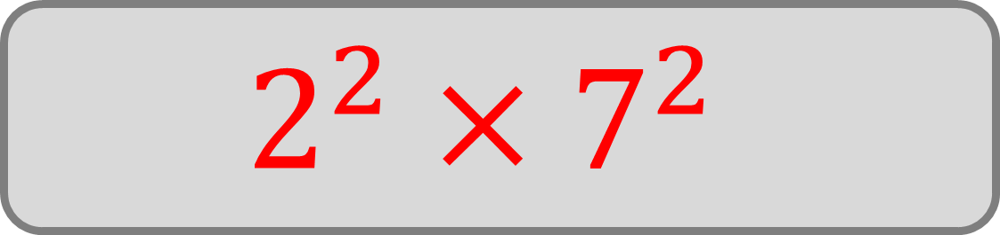 2² × 7²